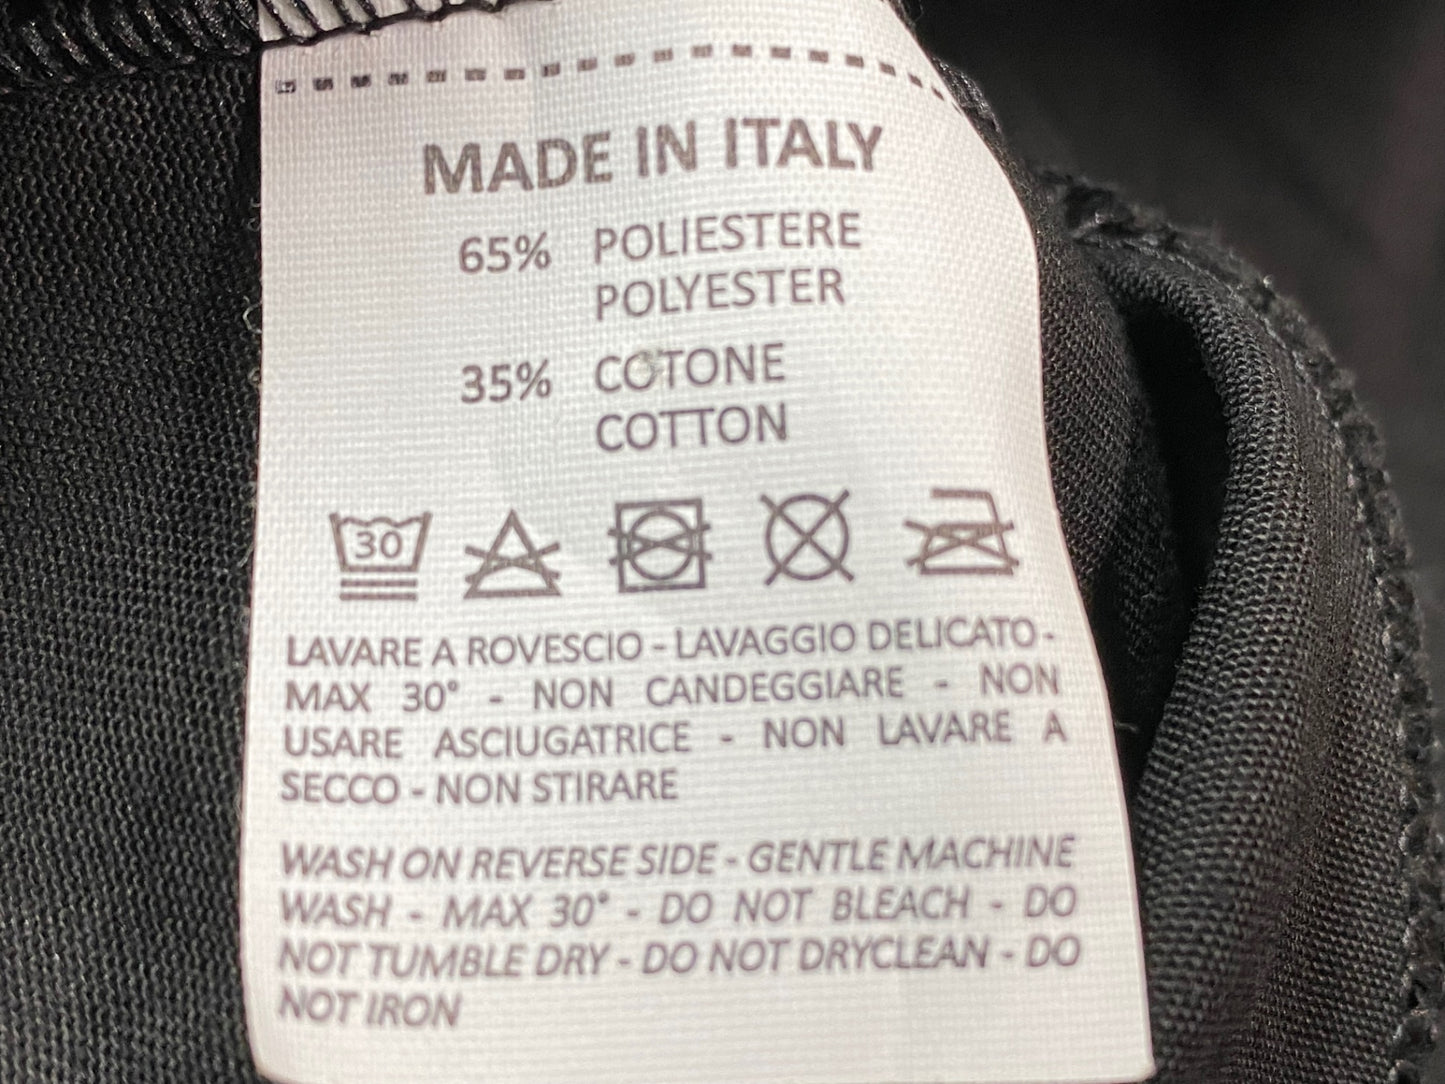 MADE IN ITALY
65% POLIESTERE
POLYESTER
35% COTONE
COTTON
30
LAVARE A ROVESCIO - LAVAGGIO DELICATO -
MAX 30° - NON CANDEGGIARE - NON
USARE ASCIUGATRICE - NON LAVARE A
SECCO - NON STIRARE
WASH ON REVERSE SIDE - GENTLE MACHINE
WASH - MAX 30° - DO NOT BLEACH - DO
NOT TUMBLE DRY - DO NOT DRYCLEAN - DO
NOT IRON